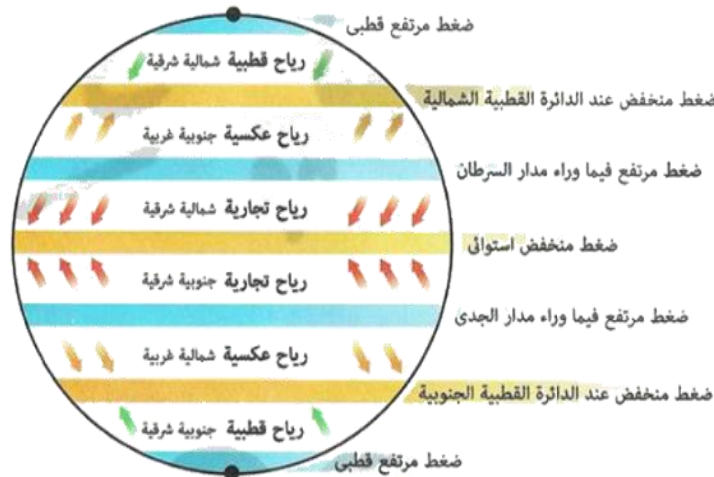 ضغط مرتفع قطبى
رياح قطبية شمالية شرقية
ضغط منخفض عند الدائرة القطبية الشمالية
رياح عكسية جنوبية غربية
ضغط مرتفع فيما وراء مدار السرطان
رياح تجارية شمالية شرقية
ضغط منخفض استوائى
رياح تجارية جنوبية شرقية
ضغط مرتفع فيما وراء مدار الجدى
رياح عكسية شمالية غربية
ضغط منخفض عند الدائرة القطبية الجنوبية
رياح قطبية جنوبية شرقية
ضغط مرتفع قطبى